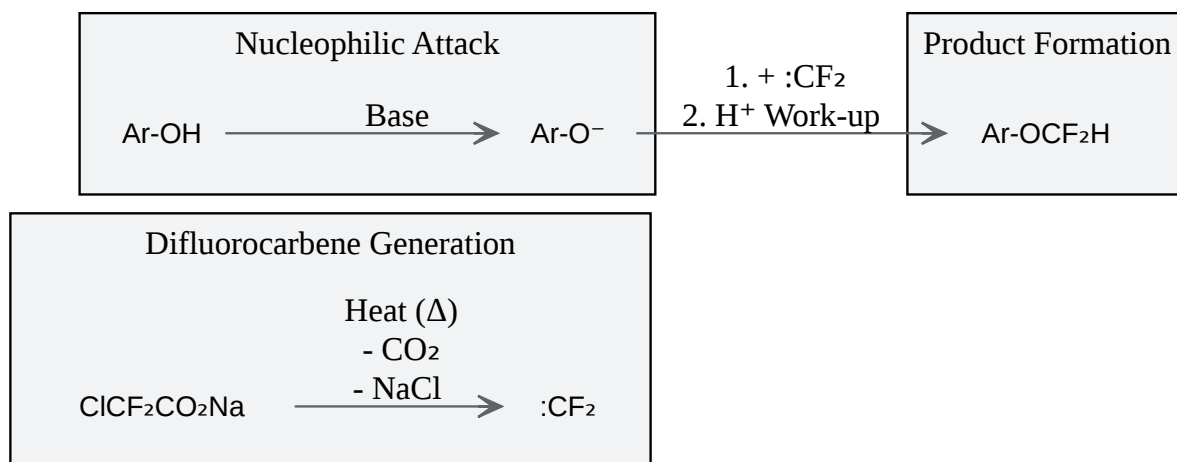 Nucleophilic Attack
Ar-OH
Base
Ar-O⁻
1. + :CF₂
2. H⁺ Work-up
Product Formation
Ar-OCF₂H
Difluorocarbene Generation
ClCF₂CO₂Na
Heat (Δ)
- CO₂
- NaCl
:CF₂